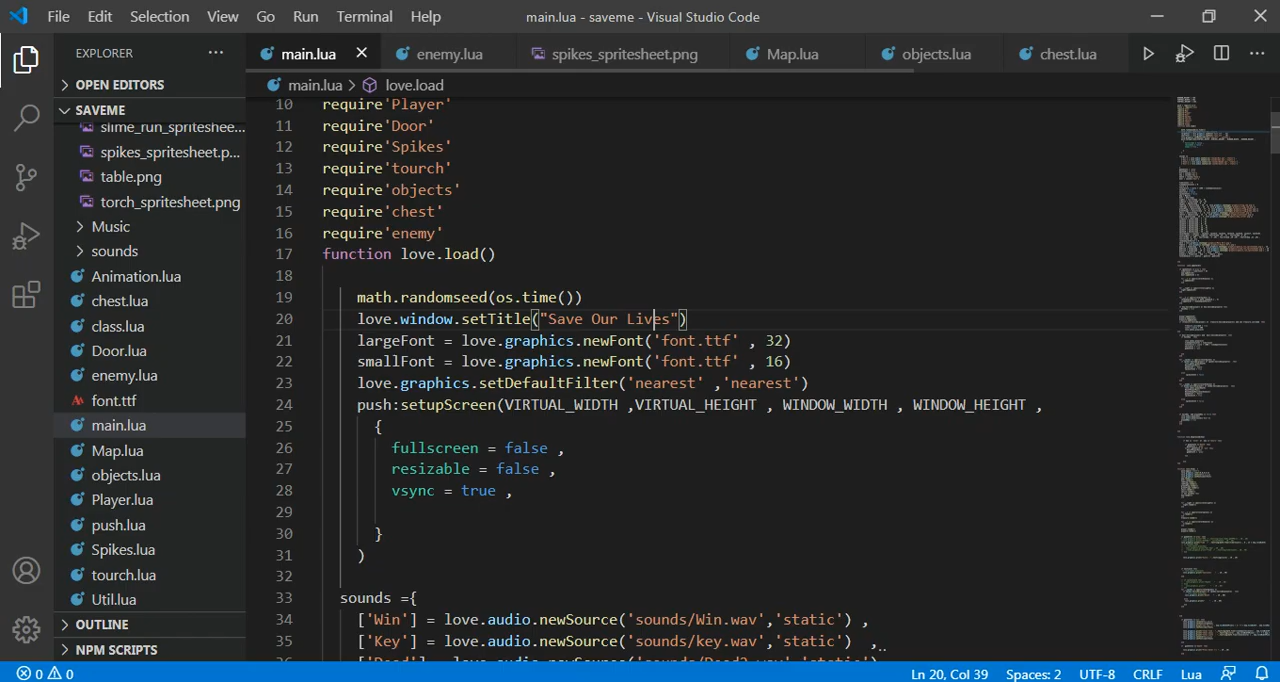 File Edit Selection View Go Run Terminal Help main.lua - saveme - Visual Studio Code
EXPLORER ···
main.lua enemy.lua spikes_spritesheet.png Map.lua objects.lua chest.lua
OPEN EDITORS
main.lua > love.load
SAVEME
slime_run_spriteshee...
spikes_spritesheet.p...
table.png
torch_spritesheet.png
Music
sounds
Animation.lua
chest.lua
class.lua
Door.lua
enemy.lua
font.ttf
main.lua
Map.lua
objects.lua
Player.lua
push.lua
Spikes.lua
tourch.lua
Util.lua
OUTLINE
NPM SCRIPTS
10 require'Player'
11 require'Door'
12 require'Spikes'
13 require'tourch'
14 require'objects'
15 require'chest'
16 require'enemy'
17 function love.load()
18
19 math.randomseed(os.time())
20 love.window.setTitle("Save Our Lives")
21 largeFont = love.graphics.newFont('font.ttf' , 32)
22 smallFont = love.graphics.newFont('font.ttf' , 16)
23 love.graphics.setDefaultFilter('nearest' ,'nearest')
24 push:setupScreen(VIRTUAL_WIDTH ,VIRTUAL_HEIGHT , WINDOW_WIDTH , WINDOW_HEIGHT ,
25 {
26 fullscreen = false ,
27 resizable = false ,
28 vsync = true ,
29
30 }
31 )
32
33 sounds ={
34 ['Win'] = love.audio.newSource('sounds/Win.wav','static') ,
35 ['Key'] = love.audio.newSource('sounds/key.wav','static') ,
0 0 Ln 20, Col 39 Spaces: 2 UTF-8 CRLF Lua